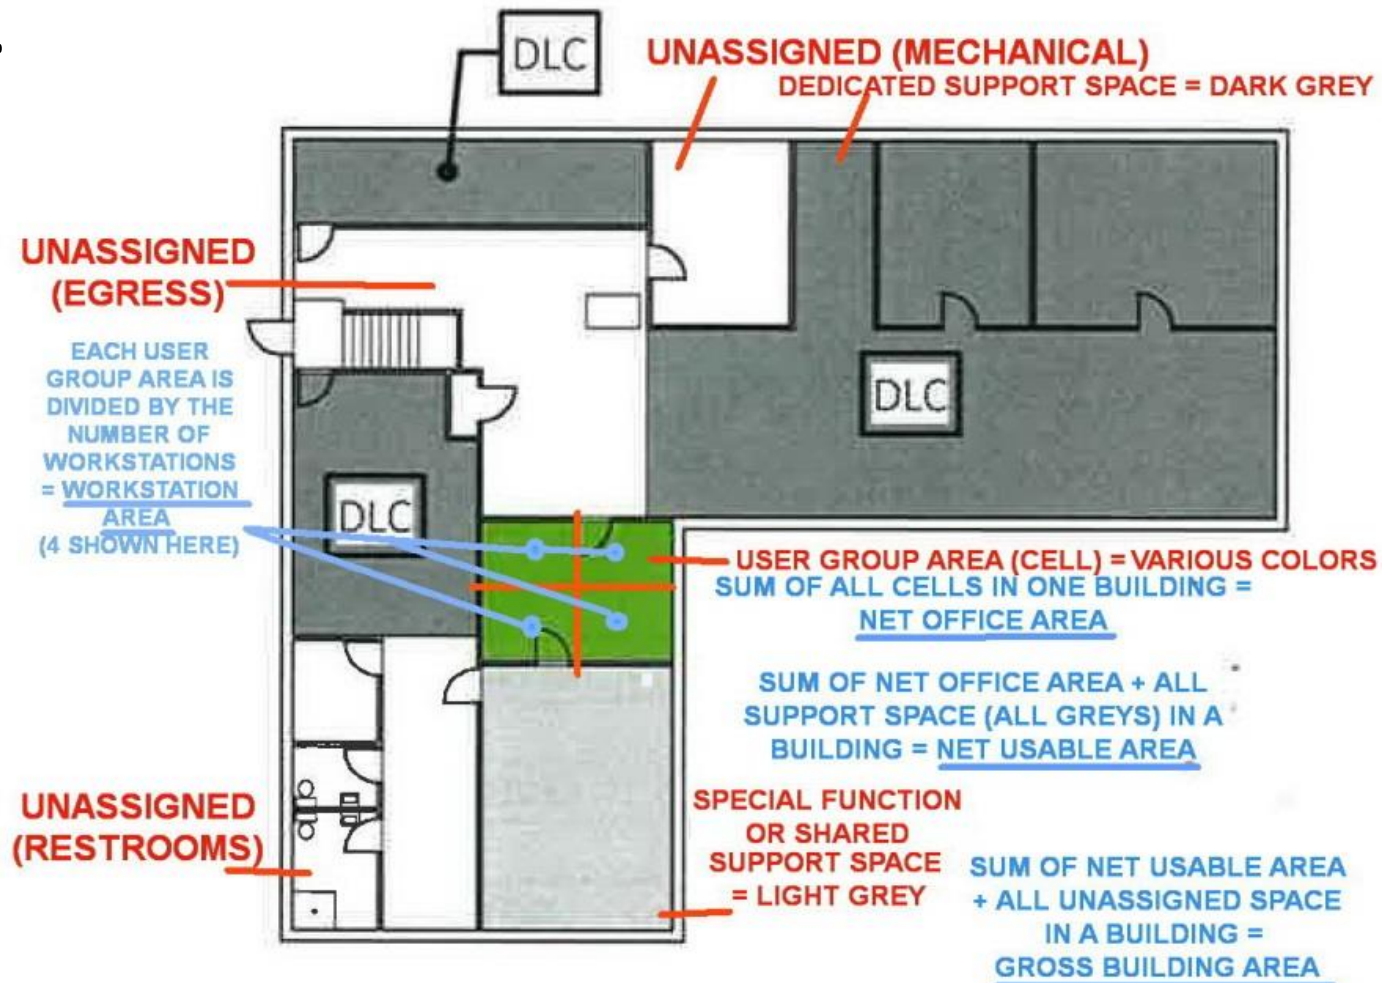 DLC
UNASSIGNED (MECHANICAL)
DEDICATED SUPPORT SPACE = DARK GREY
UNASSIGNED
(EGRESS)
EACH USER
GROUP AREA IS
DIVIDED BY THE
NUMBER OF
WORKSTATIONS
= WORKSTATION
AREA
(4 SHOWN HERE)
DLC
DLC
USER GROUP AREA (CELL) = VARIOUS COLORS
SUM OF ALL CELLS IN ONE BUILDING =
NET OFFICE AREA
SUM OF NET OFFICE AREA + ALL
SUPPORT SPACE (ALL GREYS) IN A
BUILDING = NET USABLE AREA
UNASSIGNED
(RESTROOMS)
SPECIAL FUNCTION
OR SHARED
SUPPORT SPACE
= LIGHT GREY
SUM OF NET USABLE AREA
+ ALL UNASSIGNED SPACE
IN A BUILDING =
GROSS BUILDING AREA